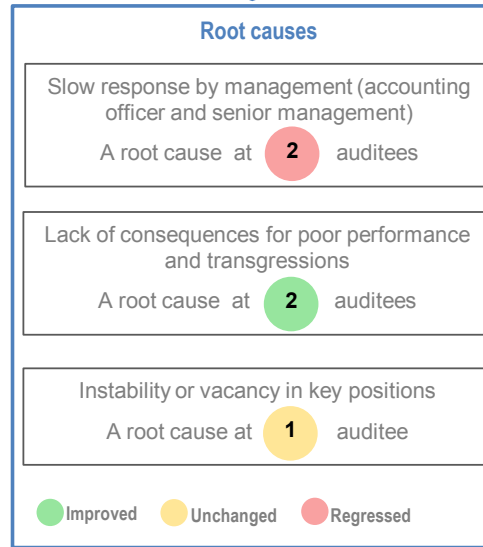 Root causes
Slow response by management (accounting
officer and senior management)
A root cause at 2 auditees
Lack of consequences for poor performance
and transgressions
A root cause at 2 auditees
Instability or vacancy in key positions
A root cause at 1 auditee
Improved Unchanged Regressed